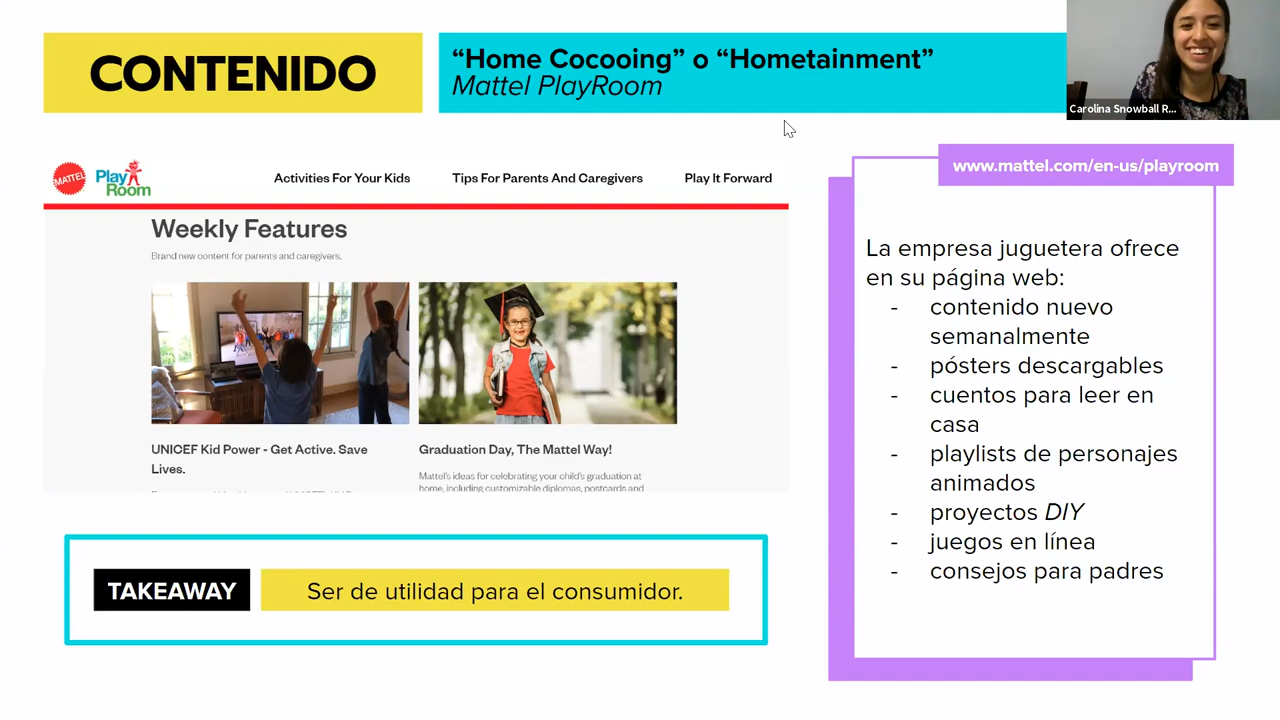 CONTENIDO
“Home Cocooing” o “Hometainment”
Mattel PlayRoom
Carolina Snowball R...
MATTEL
Play
Room
Activities For Your Kids
Tips For Parents And Caregivers
Play It Forward
Weekly Features
Brand new content for parents and caregivers.
UNICEF Kid Power - Get Active. Save
Lives.
Graduation Day, The Mattel Way!
Mattel's ideas for celebrating your child's graduation at
home, including customizable diplomas, postcards and
TAKEAWAY
Ser de utilidad para el consumidor.
www.mattel.com/en-us/playroom
La empresa juguetera ofrece
en su página web:
- contenido nuevo
semanalmente
- pósters descargables
- cuentos para leer en
casa
- playlists de personajes
animados
- proyectos DIY
- juegos en línea
- consejos para padres